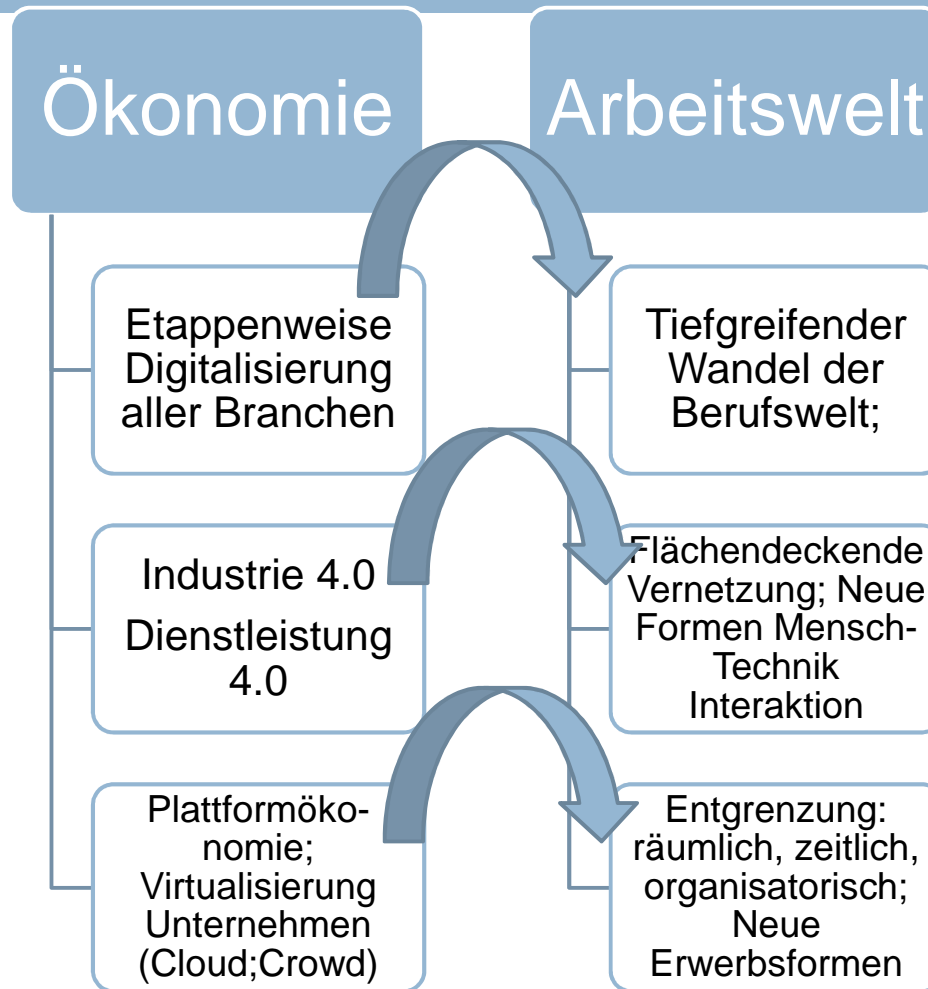 Ökonomie
Etappenweise
Digitalisierung
aller Branchen
Industrie 4.0
Dienstleistung
4.0
Plattformöko-
nomie;
Virtualisierung
Unternehmen
(Cloud;Crowd)
Arbeitswelt
Tiefgreifender
Wandel der
Berufswelt;
Flächendeckende
Vernetzung; Neue
Formen Mensch-
Technik
Interaktion
Entgrenzung:
räumlich, zeitlich,
organisatorisch;
Neue
Erwerbsformen